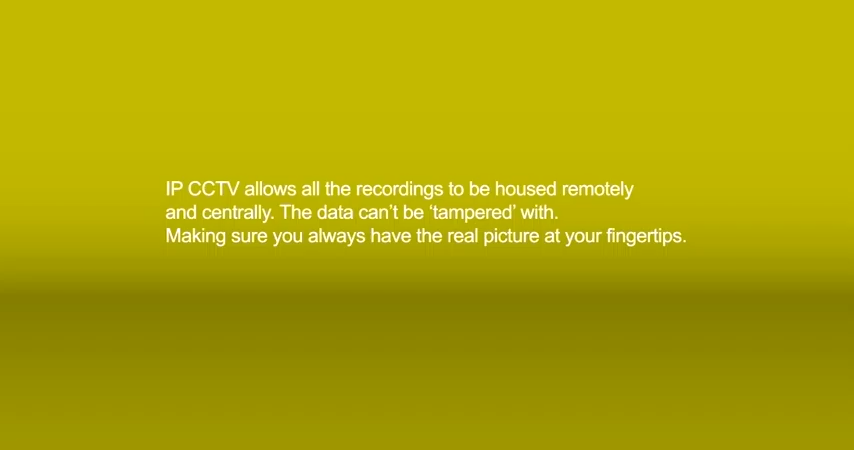 IP CCTV allows all the recordings to be housed remotely
and centrally. The data can’t be ‘tampered’ with.
Making sure you always have the real picture at your fingertips.